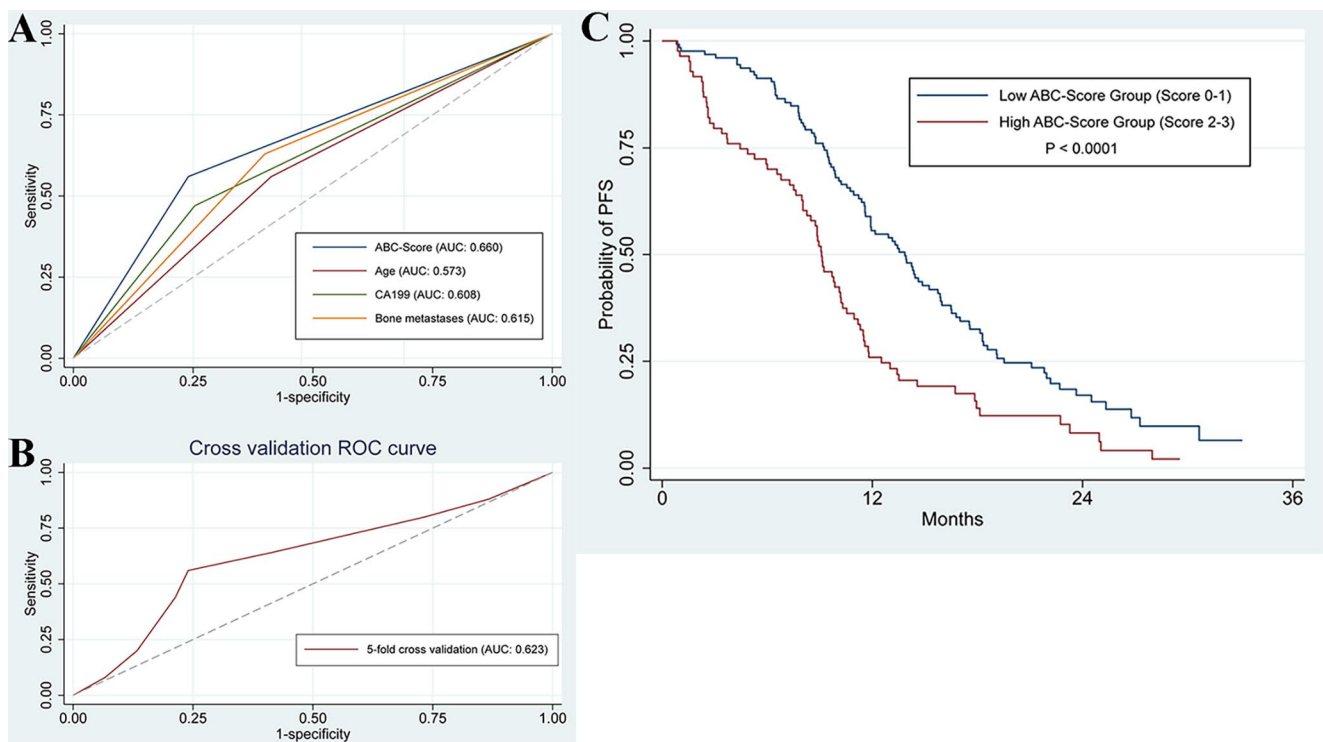 A
1.00
0.75
0.50
0.25
0.00
Sensitivity
ABC-Score (AUC: 0.660)
Age (AUC: 0.573)
CA199 (AUC: 0.608)
Bone metastases (AUC: 0.615)
0.00 0.25 0.50 0.75 1.00
1-specificity
B
Cross validation ROC curve
1.00
0.75
0.50
0.25
0.00
Sensitivity
5-fold cross validation (AUC: 0.623)
0.00 0.25 0.50 0.75 1.00
1-specificity
C
1.00
0.75
0.50
0.25
0.00
Probability of PFS
Low ABC-Score Group (Score 0-1)
High ABC-Score Group (Score 2-3)
P < 0.0001
0 12 24 36
Months